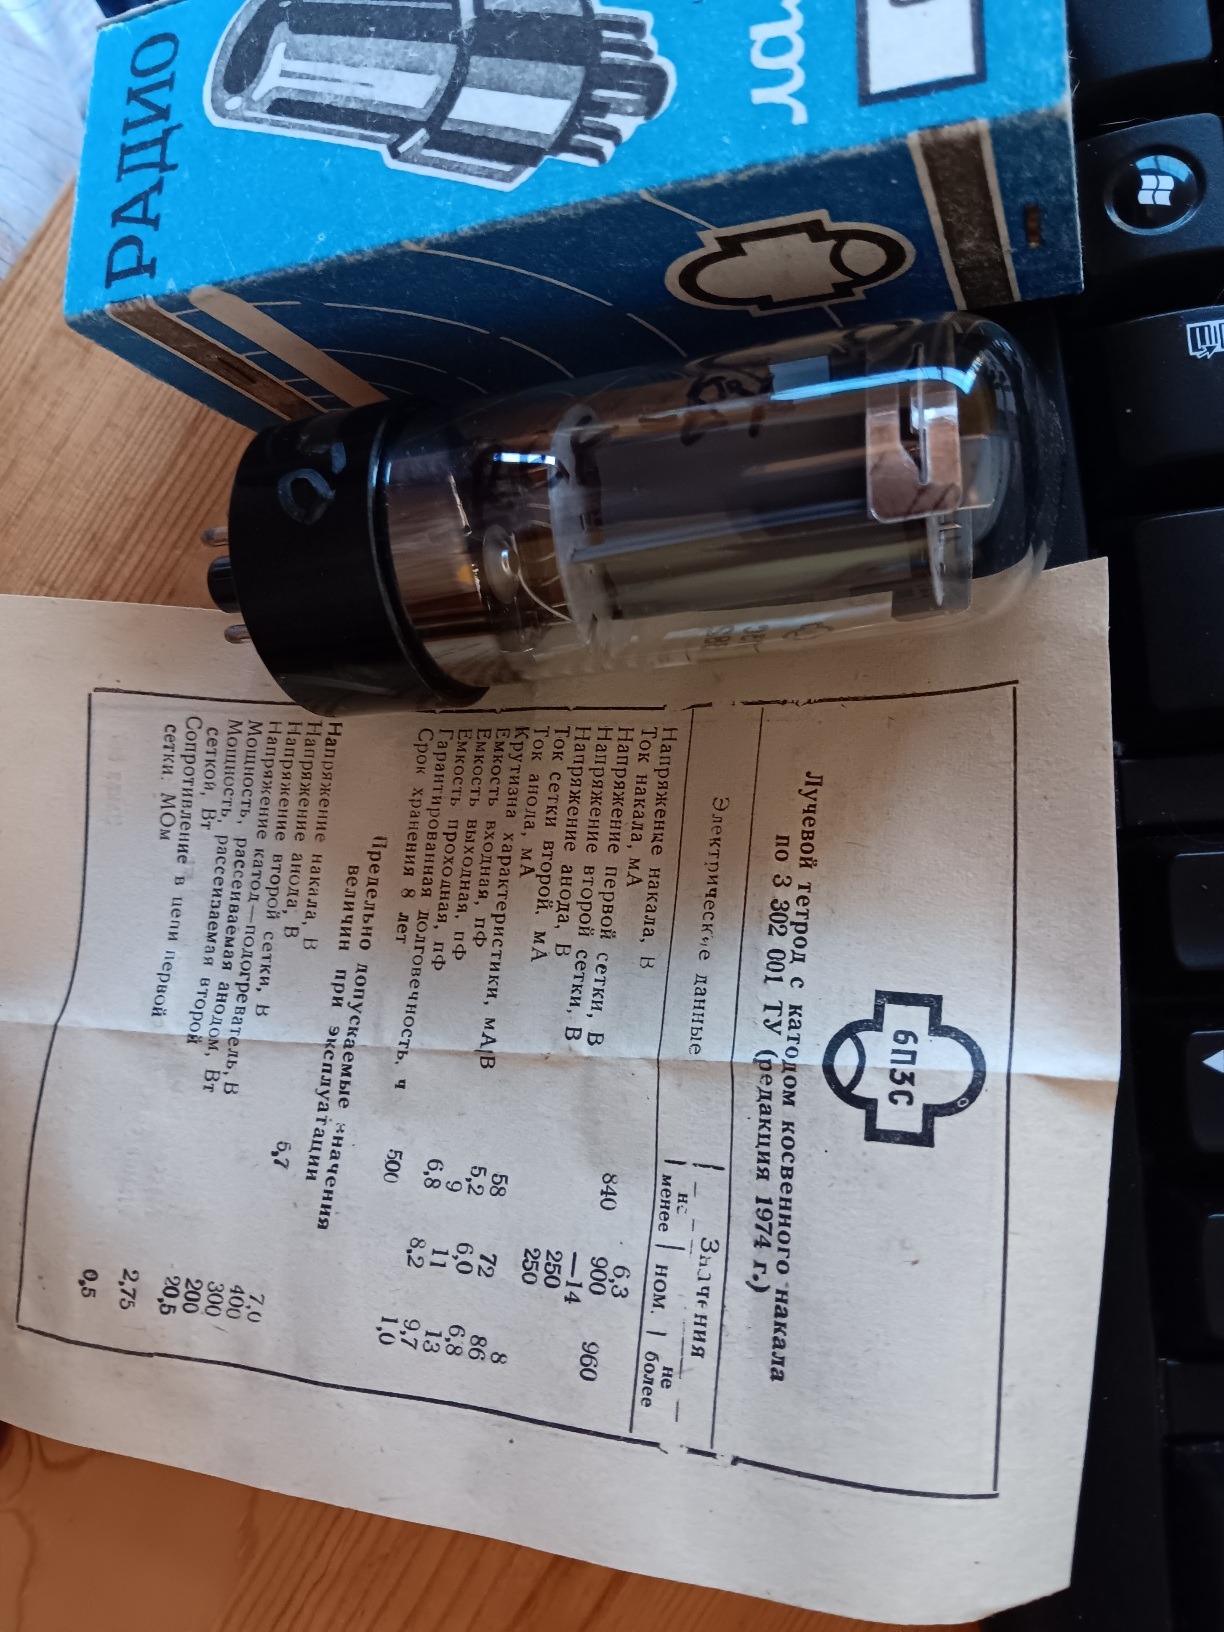 РАДИО
6П3С
Лучевой тетрод с катодом косвенного накала
по 3 302 001 ТУ (редакция 1974 г.)
Электрические данные Значения
не менее ном. не более
Напряжение накала, В 6,3
Ток накала, мА 840 900 960
Напряжение первой сетки, В —14
Напряжение второй сетки, В 250
Напряжение анода, В 250
Ток сетки второй, мА 8
Ток анода, мА 58 72 86
Крутизна характеристики, мА/В 5,2 6,0 6,8
Емкость входная, пФ 9 11 13
Емкость выходная, пФ 6,8 8,2 9,7
Емкость проходная, пФ 1,0
Гарантированная долговечность, ч 500
Срок хранения 8 лет
Предельно допускаемые значения
величин при эксплуатации
Напряжение накала, В 5,7 7,0
Напряжение анода, В 400
Напряжение второй сетки, В 300
Напряжение катод—подогреватель, В 200
Мощность, рассеиваемая анодом, Вт 20,5
Мощность, рассеиваемая второй
сеткой, Вт 2,75
Сопротивление в цепи первой
сетки, МОм 0,5